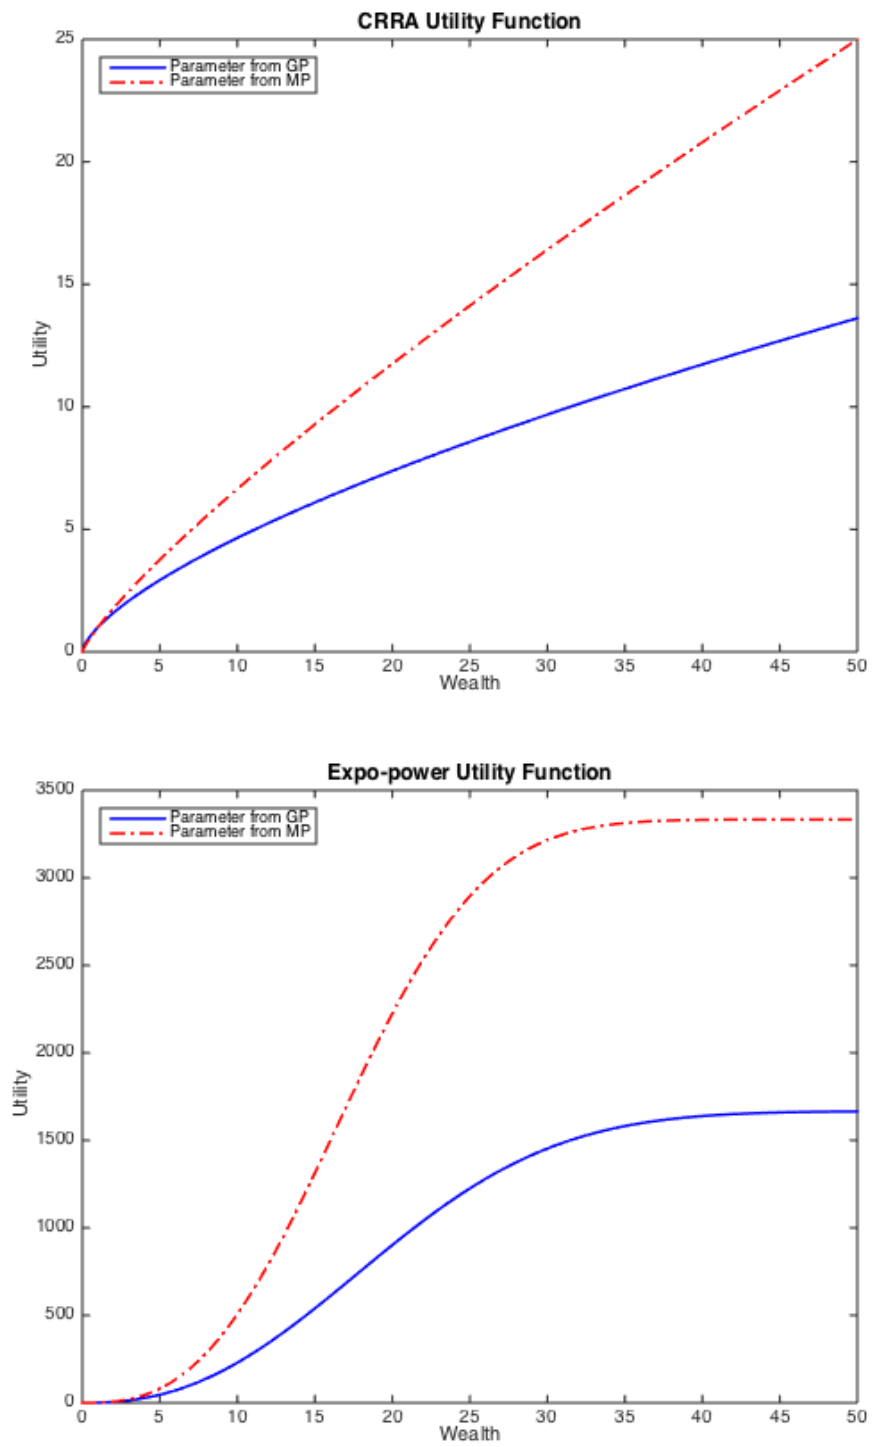 CRRA Utility Function
25
20
15
10
5
0
Utility
Parameter from GP
Parameter from MP
0 5 10 15 20 25 30 35 40 45 50
Wealth
Expo-power Utility Function
3500
3000
2500
2000
1500
1000
500
0
Utility
Parameter from GP
Parameter from MP
0 5 10 15 20 25 30 35 40 45 50
Wealth